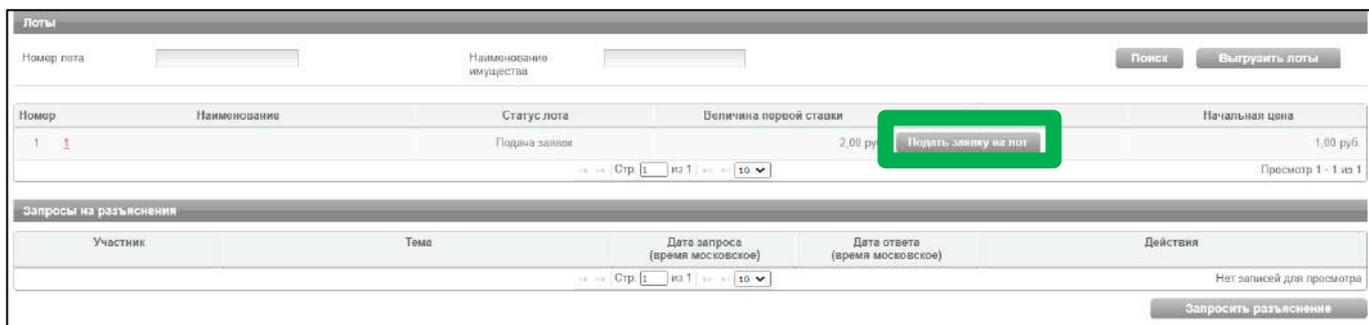 Лоты
Номер лота
Наименование имущества
Поиск
Выгрузить лоты
Номер Наименование Статус лота Величина первой ставки Начальная цена
1 1 Подача заявок 2,00 ру Подать заявку на лот 1,00 руб.
Стр. 1 из 1 10 Просмотр 1 - 1 из 1
Запросы на разъяснения
Участник Тема Дата запроса (время московское) Дата ответа (время московское) Действия
Стр. 1 из 1 10 Нет записей для просмотра
Запросить разъяснение